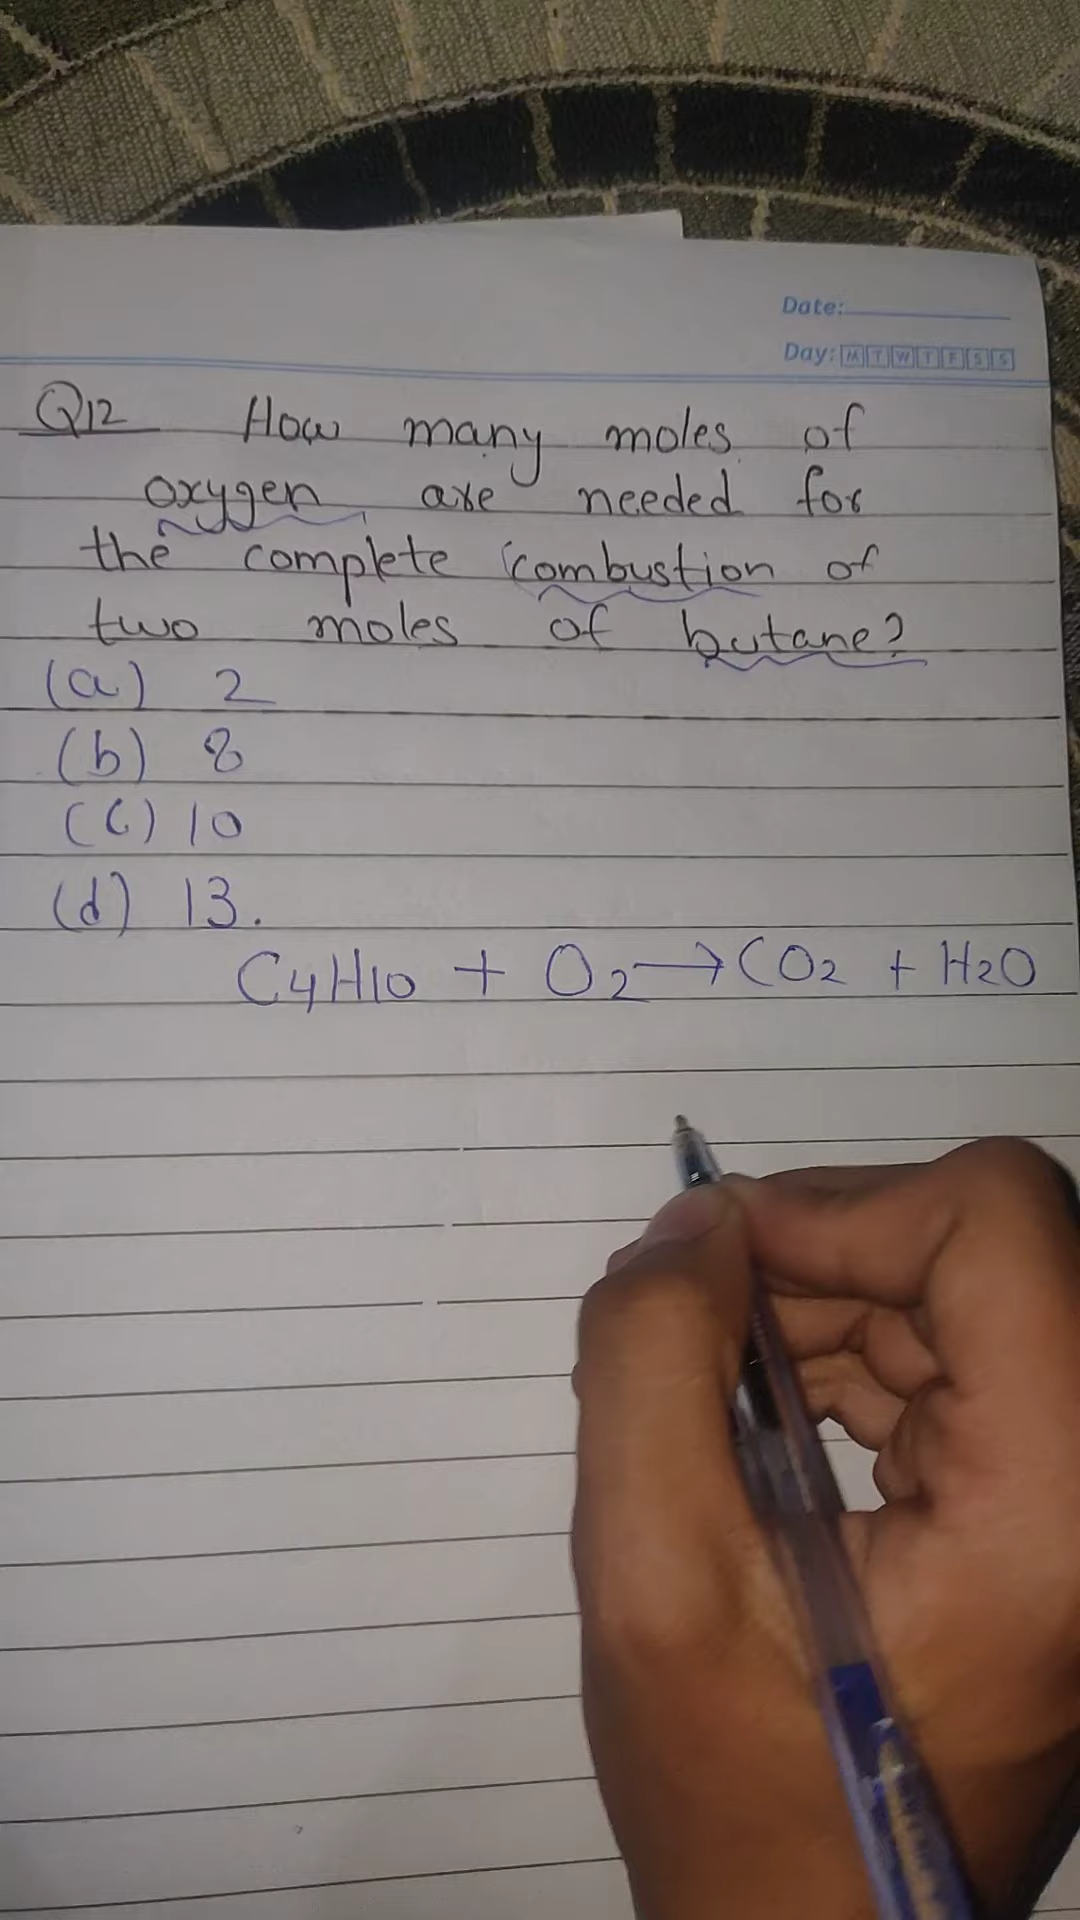 Date:
Day: M T W T F S S
Q12 How many moles of
oxygen are needed for
the complete combustion of
two moles of butane?
(a) 2
(b) 8
(C) 10
(d) 13.
C4H10 + O2 → CO2 + H2O